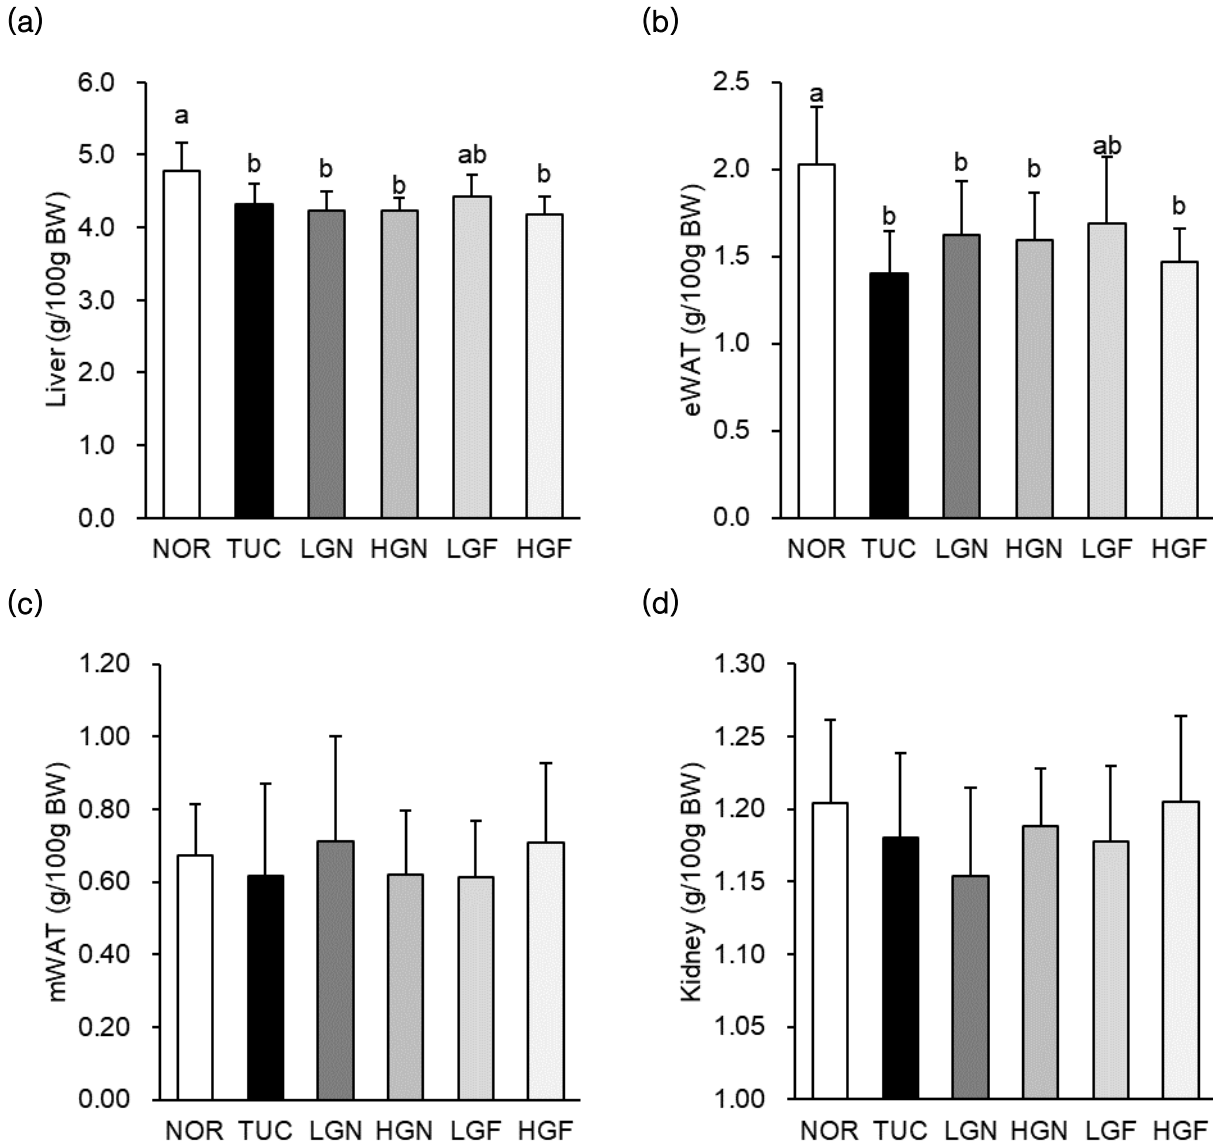 (a)
Liver (g/100g BW)
6.0
5.0
4.0
3.0
2.0
1.0
0.0
a
b
b
b
ab
b
NOR TUC LGN HGN LGF HGF
(b)
eWAT (g/100g BW)
2.5
2.0
1.5
1.0
0.5
0.0
a
b
b
b
ab
b
NOR TUC LGN HGN LGF HGF
(c)
mWAT (g/100g BW)
1.20
1.00
0.80
0.60
0.40
0.20
0.00
NOR TUC LGN HGN LGF HGF
(d)
Kidney (g/100g BW)
1.30
1.25
1.20
1.15
1.10
1.05
1.00
NOR TUC LGN HGN LGF HGF